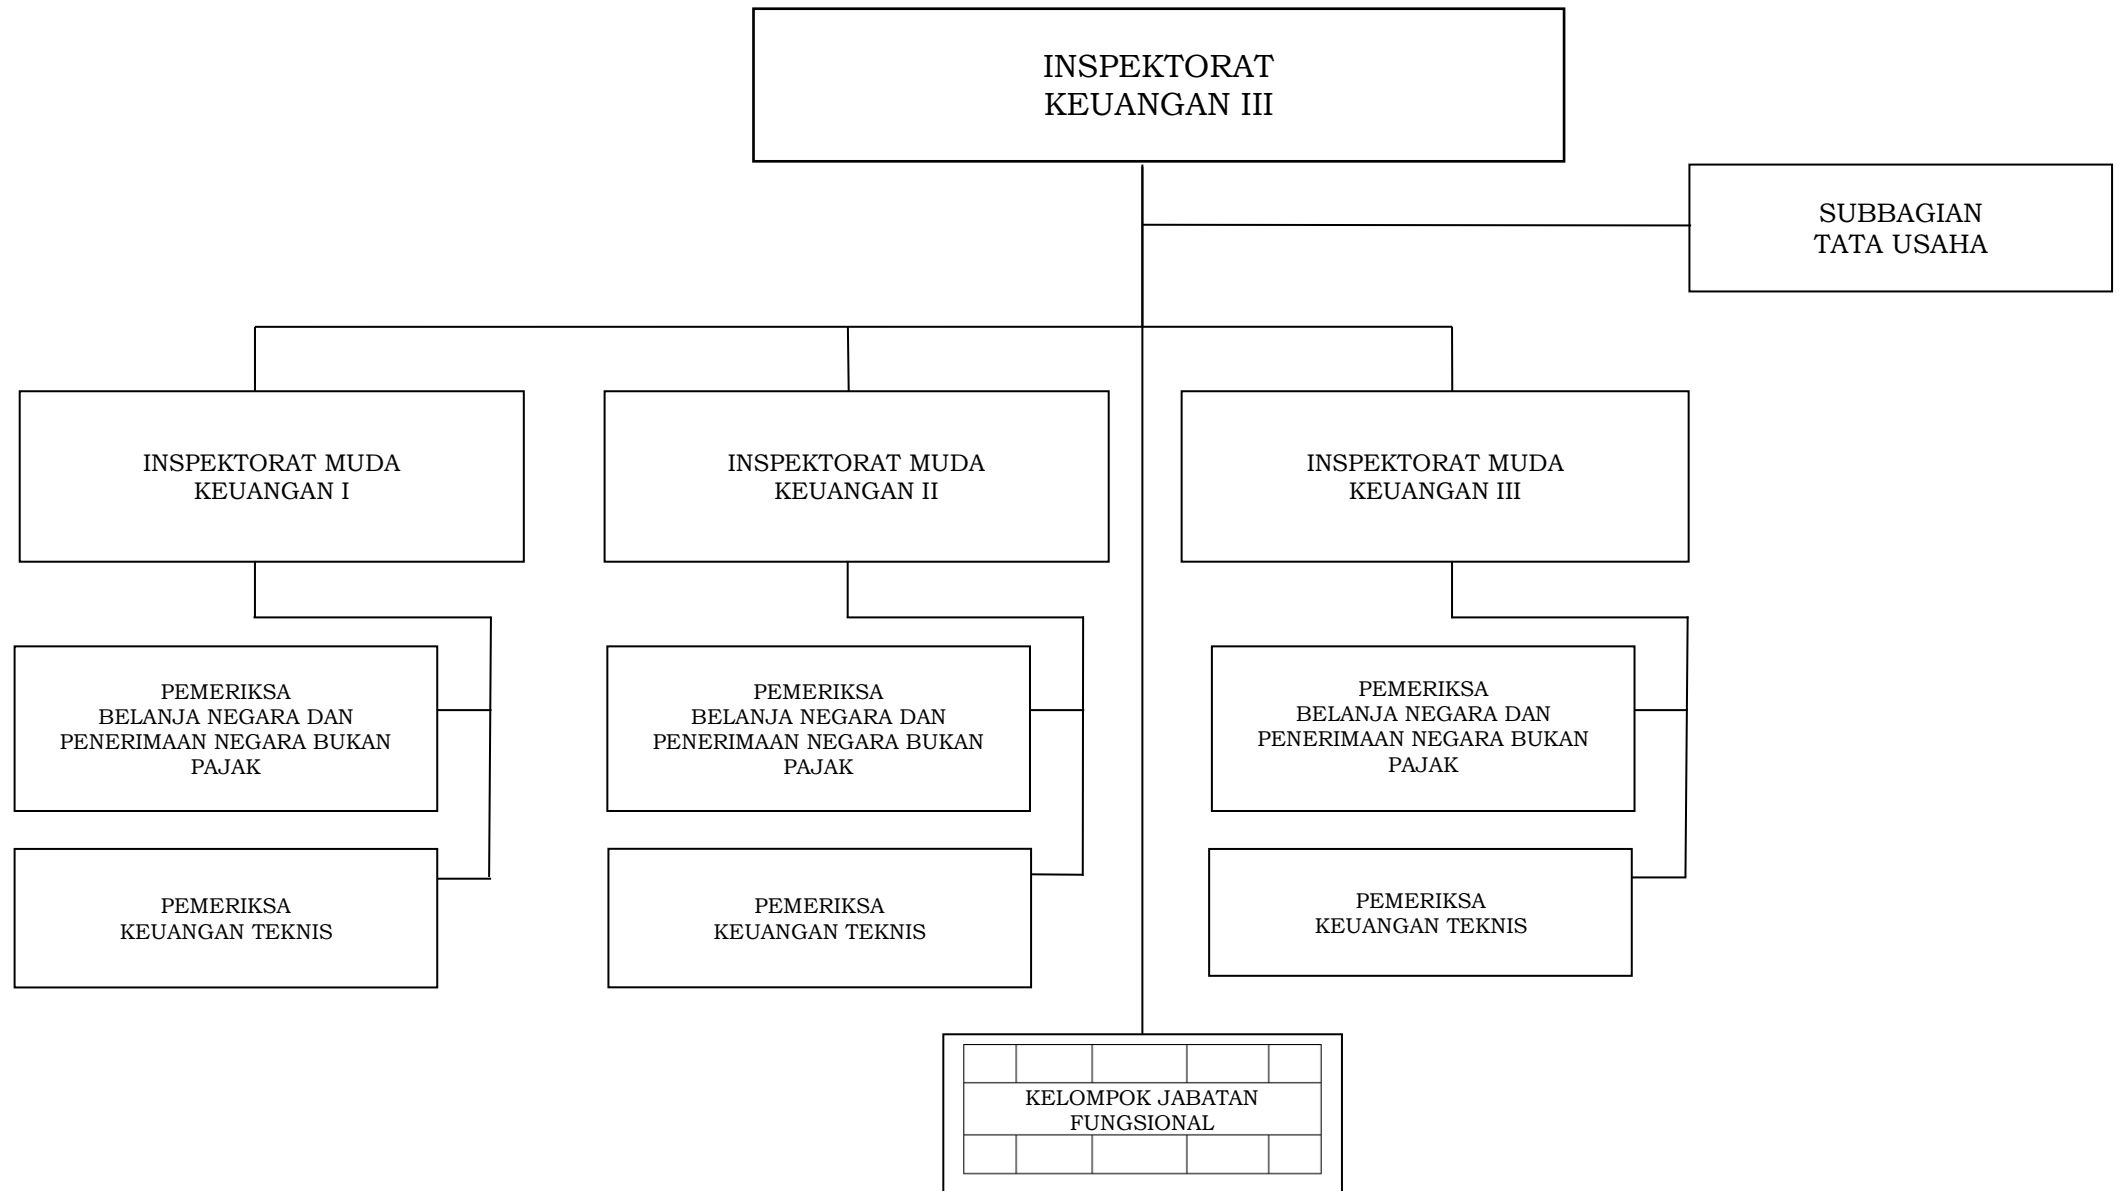 INSPEKTORAT
KEUANGAN III
SUBBAGIAN
TATA USAHA
INSPEKTORAT MUDA
KEUANGAN I
INSPEKTORAT MUDA
KEUANGAN II
INSPEKTORAT MUDA
KEUANGAN III
PEMERIKSA
BELANJA NEGARA DAN
PENERIMAAN NEGARA BUKAN
PAJAK
PEMERIKSA
BELANJA NEGARA DAN
PENERIMAAN NEGARA BUKAN
PAJAK
PEMERIKSA
BELANJA NEGARA DAN
PENERIMAAN NEGARA BUKAN
PAJAK
PEMERIKSA
KEUANGAN TEKNIS
PEMERIKSA
KEUANGAN TEKNIS
PEMERIKSA
KEUANGAN TEKNIS
KELOMPOK JABATAN
FUNGSIONAL